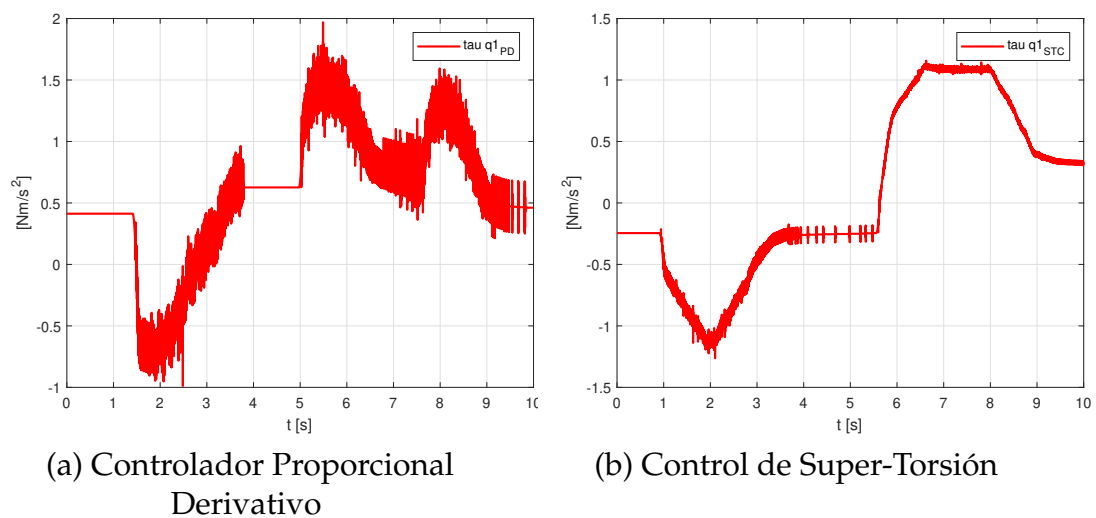 2
1.5
1
0.5
0
-0.5
-1
[Nm/s²]
0 1 2 3 4 5 6 7 8 9 10
t [s]
tau q1_PD
1.5
1
0.5
0
-0.5
-1
-1.5
[Nm/s²]
0 1 2 3 4 5 6 7 8 9 10
t [s]
tau q1_STC
(a) Controlador Proporcional
Derivativo
(b) Control de Super-Torsión